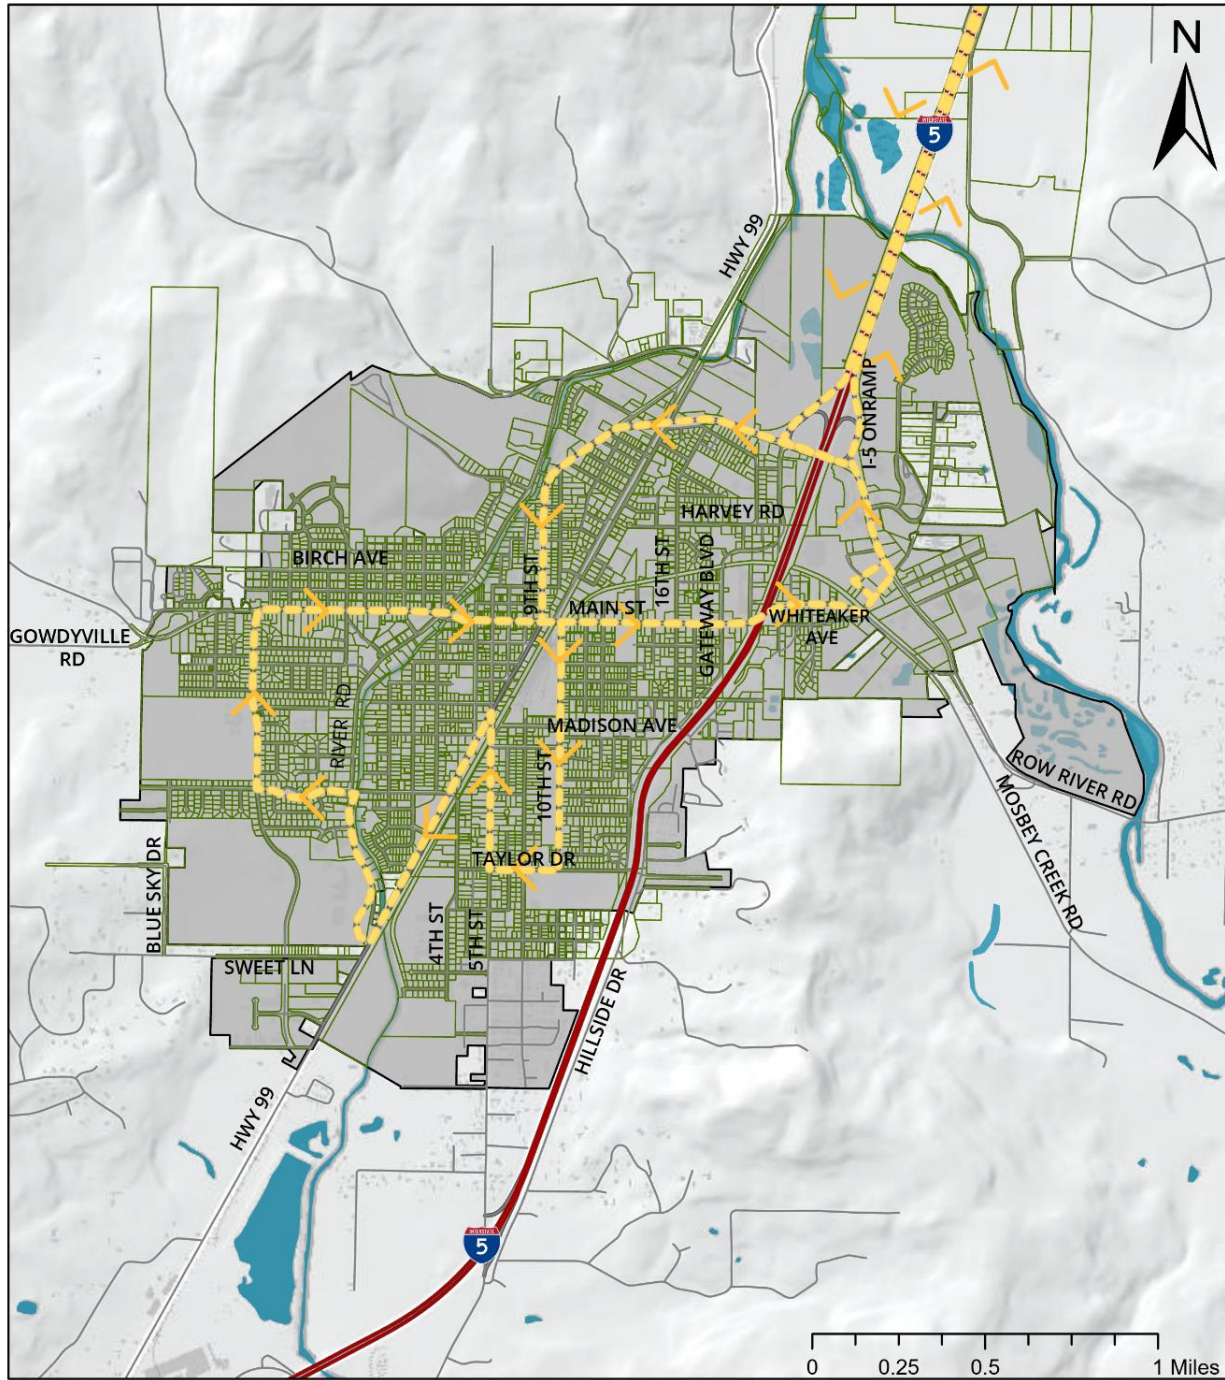 N
INTERSTATE
5
HWY 99
I-5 ONRAMP
HARVEY RD
BIRCH AVE
9TH ST
16TH ST
GATEWAY BLVD
MAIN ST
WHITEAKER
AVE
GOWDYVILLE
RD
RIVER RD
MADISON AVE
10TH ST
ROW RIVER RD
MOSBEY CREEK RD
TAYLOR DR
BLUE SKY DR
4TH ST
5TH ST
SWEET LN
HILLSIDE DR
HWY 99
INTERSTATE
5
0 0.25 0.5 1 Miles